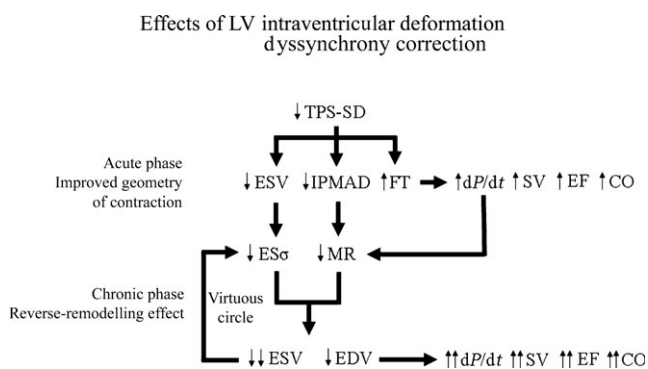 Effects of LV intraventricular deformation
dyssynchrony correction
↓TPS-SD
Acute phase
Improved geometry
of contraction
↓ESV ↓IPMAD ↑FT ↑dP/dt ↑SV ↑EF ↑CO
↓ESσ ↓MR
Chronic phase
Reverse-remodelling effect
Virtuous
circle
↓↓ESV ↓EDV ↑↑dP/dt ↑↑SV ↑↑EF ↑↑CO